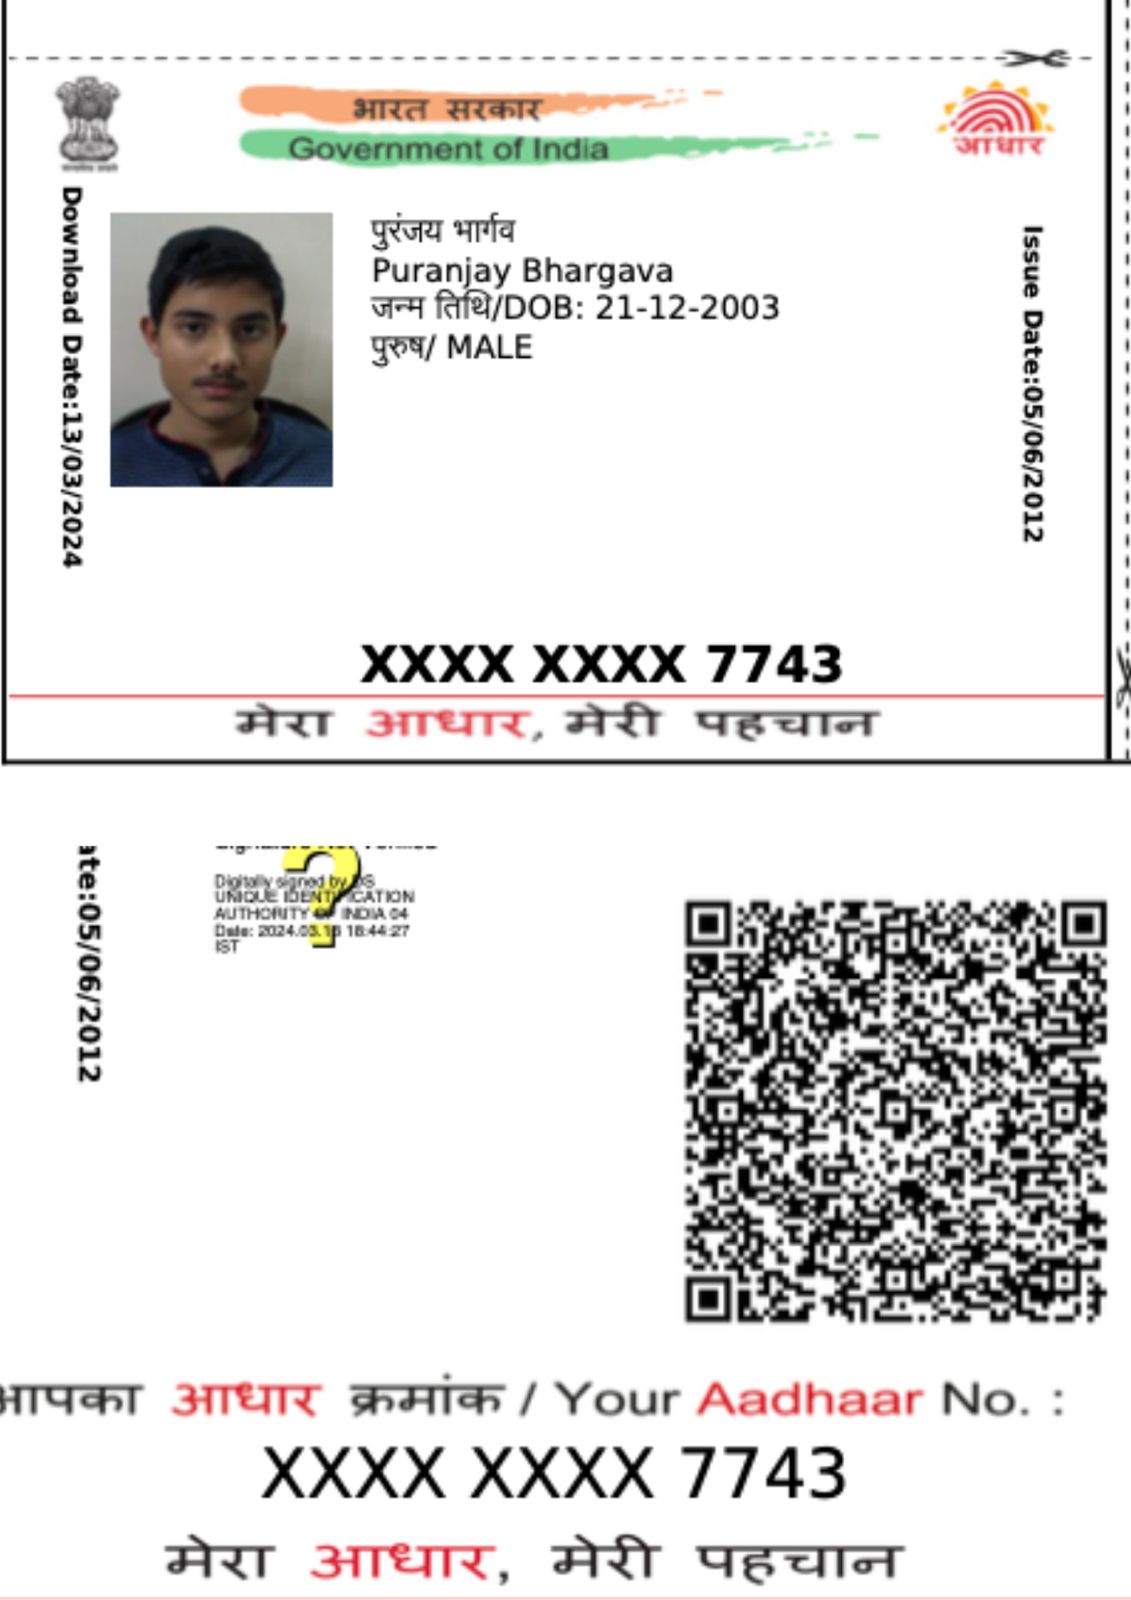 भारत सरकार
Government of India
आधार
Download Date:13/03/2024
पुरंजय भार्गव
Puranjay Bhargava
जन्म तिथि/DOB: 21-12-2003
पुरुष/ MALE
Issue Date:05/06/2012
XXXX XXXX 7743
मेरा आधार, मेरी पहचान
ate:05/06/2012
Digitally signed by DS
UNIQUE IDENTIFICATION
AUTHORITY OF INDIA 04
Date: 2024.03.13 18:44:27
IST
आपका आधार क्रमांक / Your Aadhaar No. :
XXXX XXXX 7743
मेरा आधार, मेरी पहचान